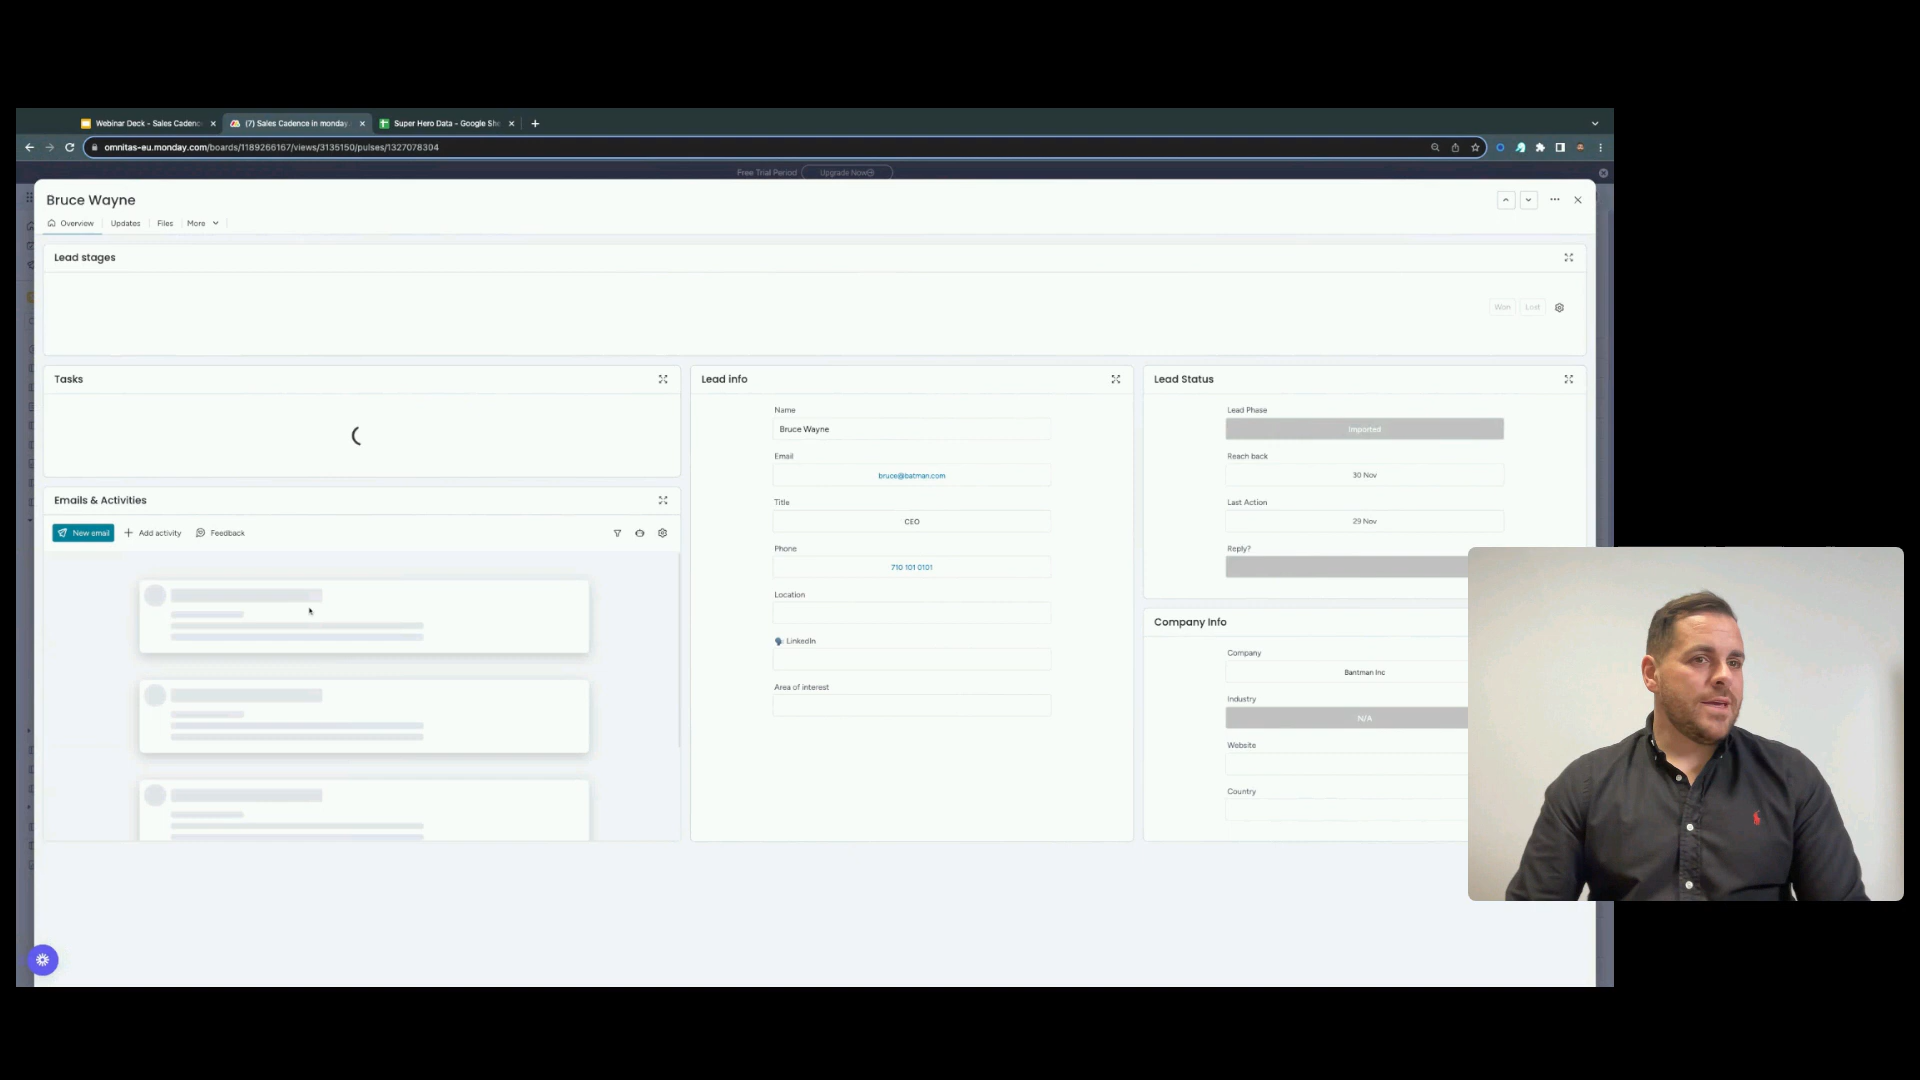 Webinar Deck - Sales Cadenc
(7) Sales Cadence in monday.
Super Hero Data - Google She
omnitas-eu.monday.com/boards/1189266167/views/3135150/pulses/1327078304
Free Trial Period
Upgrade Now
Bruce Wayne
Overview
Updates
Files
More
Lead stages
Won
Lost
Tasks
Emails & Activities
New email
Add activity
Feedback
Lead info
Name
Bruce Wayne
Email
bruce@batman.com
Title
CEO
Phone
710 101 0101
Location
LinkedIn
Area of interest
Lead Status
Lead Phase
Imported
Reach back
30 Nov
Last Action
29 Nov
Reply?
Company Info
Company
Bantman Inc
Industry
N/A
Website
Country